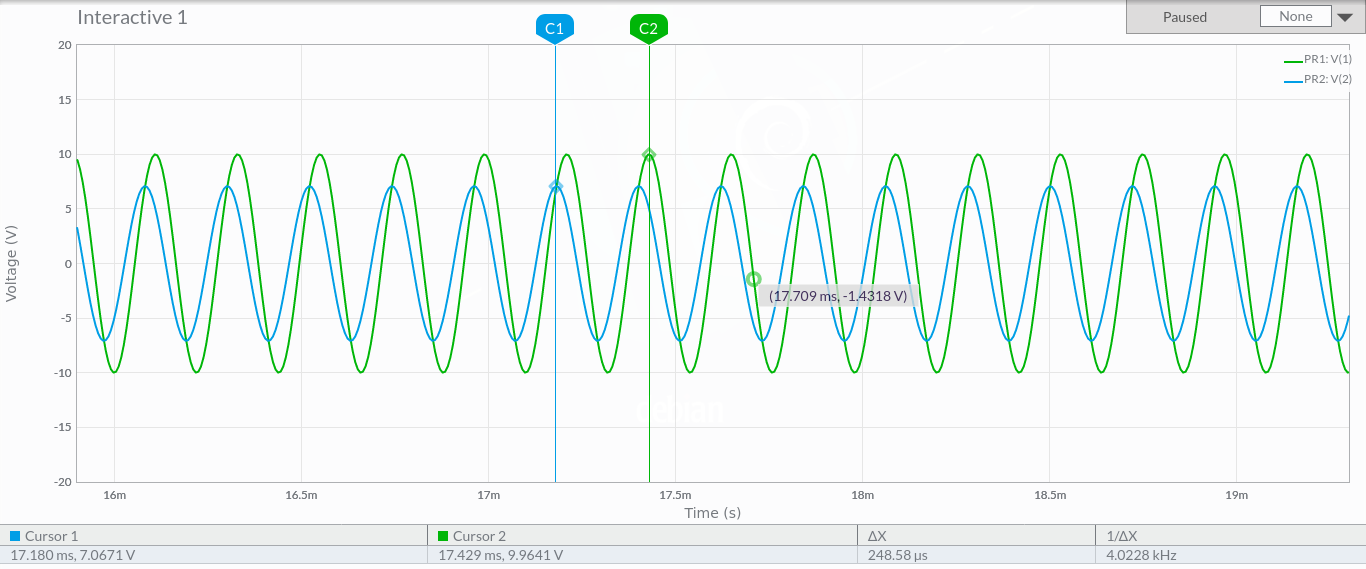 Interactive 1
C1
C2
Paused
None
20
PR1: V(1)
PR2: V(2)
15
10
5
0
-5
-10
-15
-20
Voltage (V)
(17.709 ms, -1.4318 V)
debian
16m
16.5m
17m
17.5m
18m
18.5m
19m
Time (s)
Cursor 1
Cursor 2
ΔX
1/ΔX
17.180 ms, 7.0671 V
17.429 ms, 9.9641 V
248.58 µs
4.0228 kHz